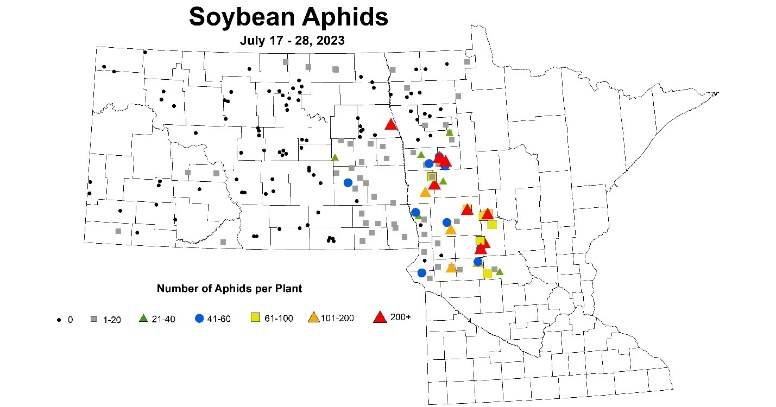 Soybean Aphids
July 17 - 28, 2023
Number of Aphids per Plant
0 1-20 21-40 41-60 61-100 101-200 200+